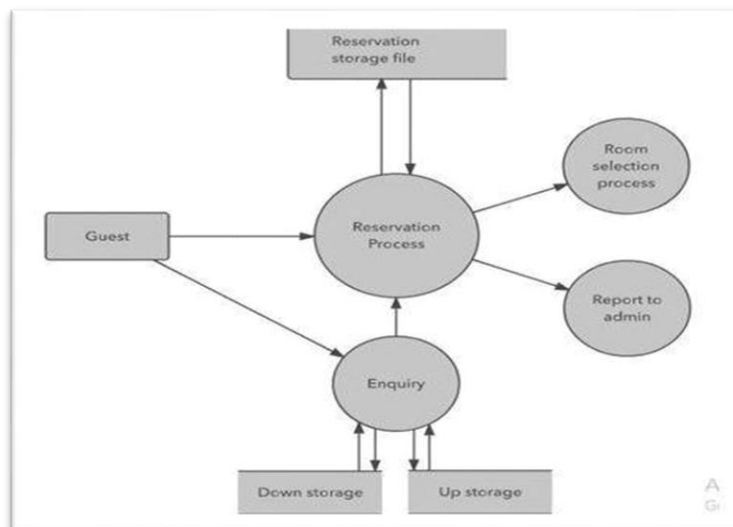 Reservation
storage file
Room
selection
process
Guest
Reservation
Process
Report to
admin
Enquiry
Down storage
Up storage